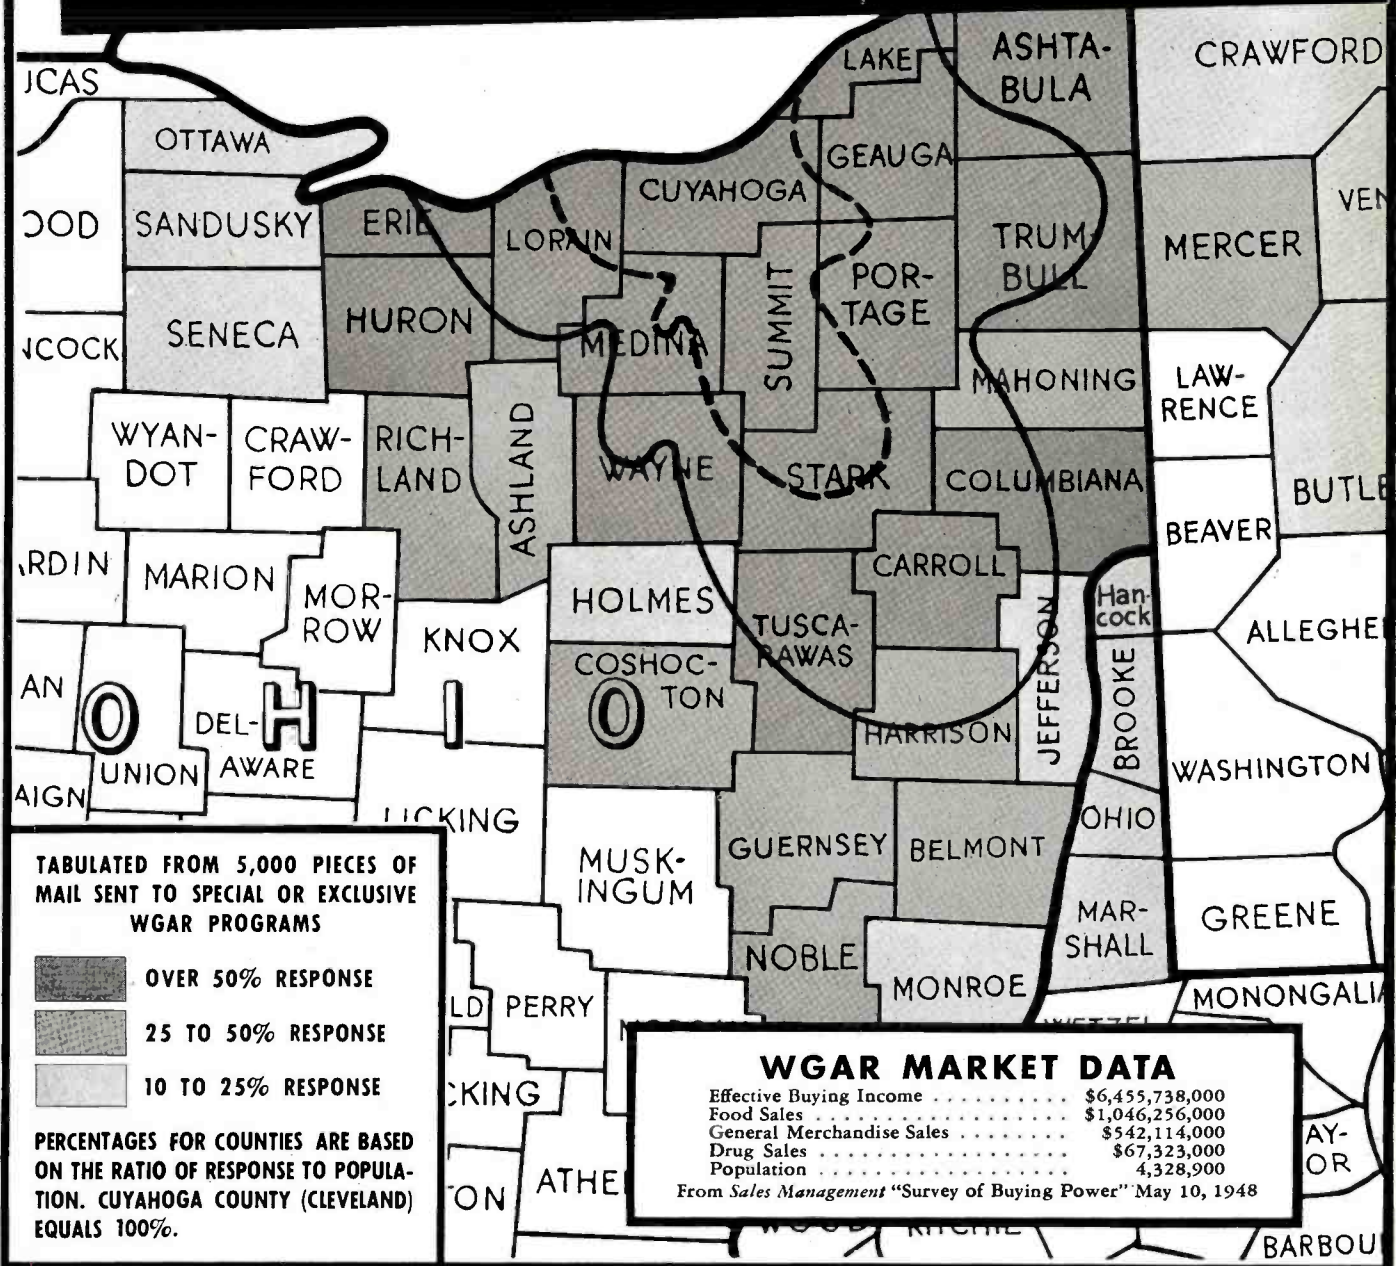 LAKE
ASHTA-
BULA
CRAWFORD
UCAS
OTTAWA
GEAUGA
CUYAHOGA
VEN
OOD
SANDUSKY
ERIE
LORAIN
TRUM-
BULL
MERCER
SUMMIT
POR-
TAGE
SENECA
HURON
MEDINA
NCOCK
MAHONING
LAW-
RENCE
WYAN-
DOT
CRAW-
FORD
RICH-
LAND
ASHLAND
WAYNE
STARK
COLUMBIANA
BUTLE
BEAVER
ARDIN
MARION
MOR-
ROW
HOLMES
CARROLL
Han-
cock
KNOX
TUSCA-
RAWAS
JEFFERSON
ALLEGHE
AN
COSHOC-
TON
BROOKE
O H I O
DEL-
AWARE
HARRISON
UNION
WASHINGTON
AIGN
LICKING
OHIO
GUERNSEY
BELMONT
MUSK-
INGUM
MAR-
SHALL
GREENE
NOBLE
MONROE
LD
PERRY
MONONGALIA
WETZEL
CKING
AY-
OR
ON
ATHE
WOOD
RITCHIE
BARBOU
TABULATED FROM 5,000 PIECES OF
MAIL SENT TO SPECIAL OR EXCLUSIVE
WGAR PROGRAMS
OVER 50% RESPONSE
25 TO 50% RESPONSE
10 TO 25% RESPONSE
PERCENTAGES FOR COUNTIES ARE BASED
ON THE RATIO OF RESPONSE TO POPULA-
TION. CUYAHOGA COUNTY (CLEVELAND)
EQUALS 100%.
WGAR MARKET DATA
Effective Buying Income . . . . . . . . . $6,455,738,000
Food Sales . . . . . . . . . . . . . . . . . $1,046,256,000
General Merchandise Sales . . . . . . . . $542,114,000
Drug Sales . . . . . . . . . . . . . . . . . $67,323,000
Population . . . . . . . . . . . . . . . . . 4,328,900
From Sales Management "Survey of Buying Power" May 10, 1948